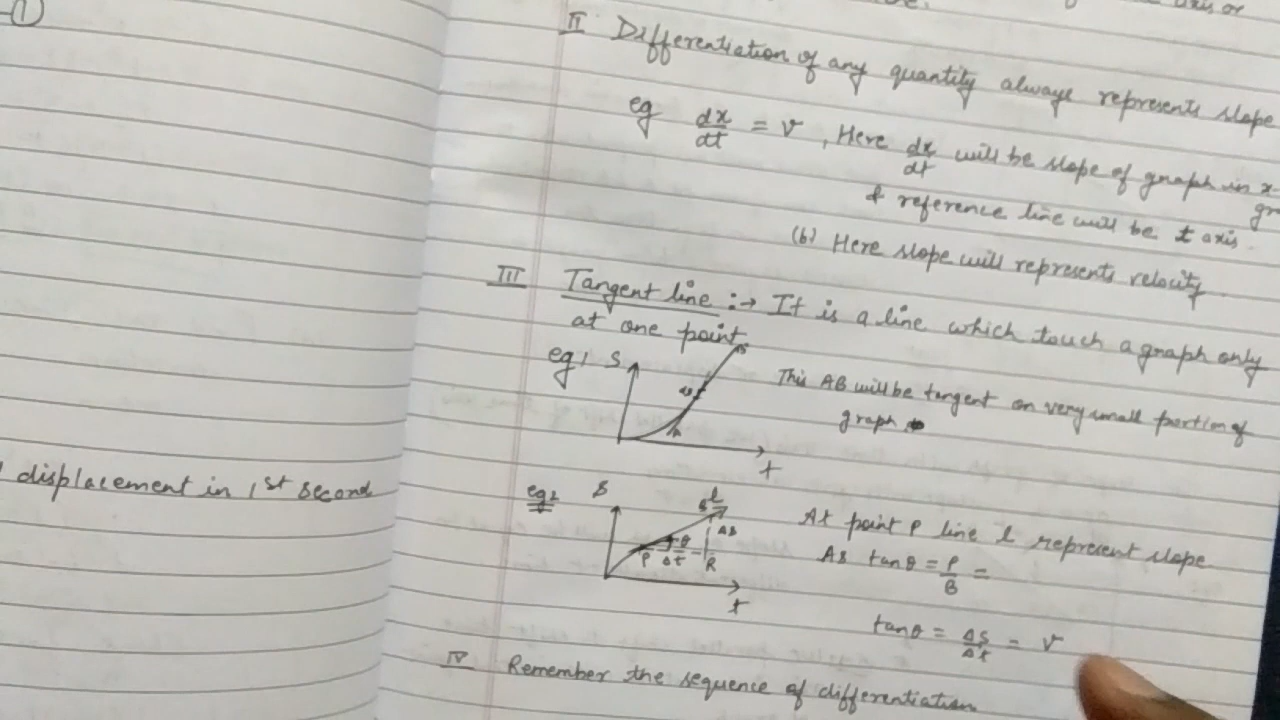 -①
displacement in 1st second
axis or
II Differentiation of any quantity always represents slope
eg dx/dt = v, Here dx/dt will be slope of graph in x
gr
& reference line will be t axis.
(b) Here slope will represents velocity
III Tangent line :→ It is a line which touch a graph only
at one point
eg1 S
t
This AB will be tangent on very small portion of
graph.
eg2 S
l
ΔS
θ
P Δt R
t
At point P line l represent slope
As tanθ = P/B =
tanθ = ΔS/Δt = v
IV Remember the sequence of differentiation